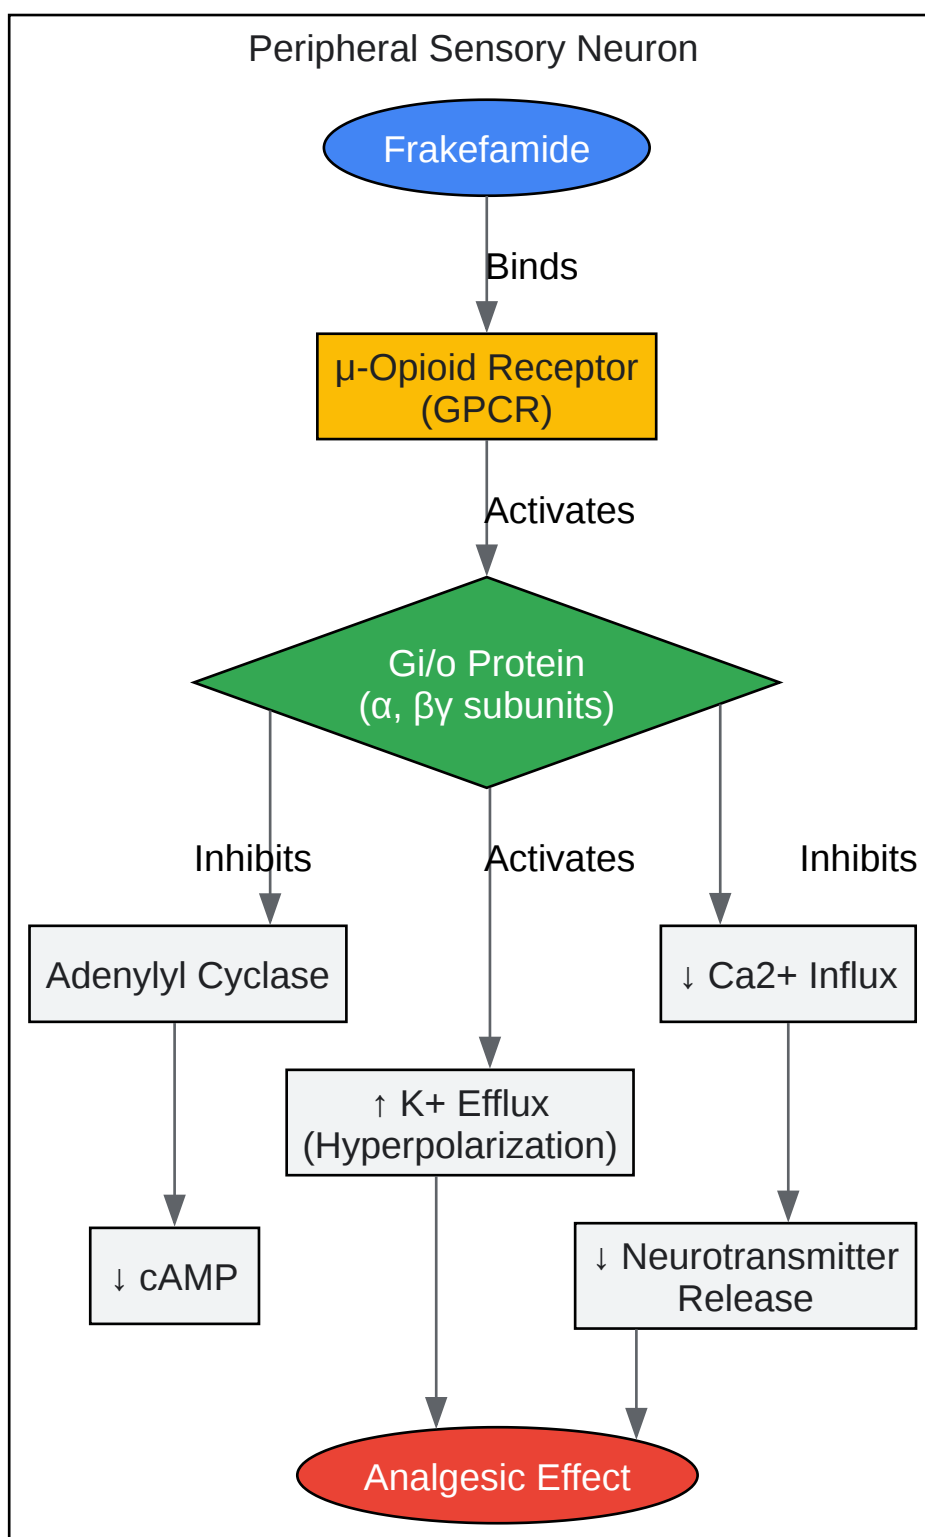 Peripheral Sensory Neuron
Frakefamide
Binds
μ-Opioid Receptor
(GPCR)
Activates
Gi/o Protein
(α, βγ subunits)
Inhibits
Activates
Inhibits
Adenylyl Cyclase
↓ Ca2+ Influx
↑ K+ Efflux
(Hyperpolarization)
↓ cAMP
↓ Neurotransmitter
Release
Analgesic Effect